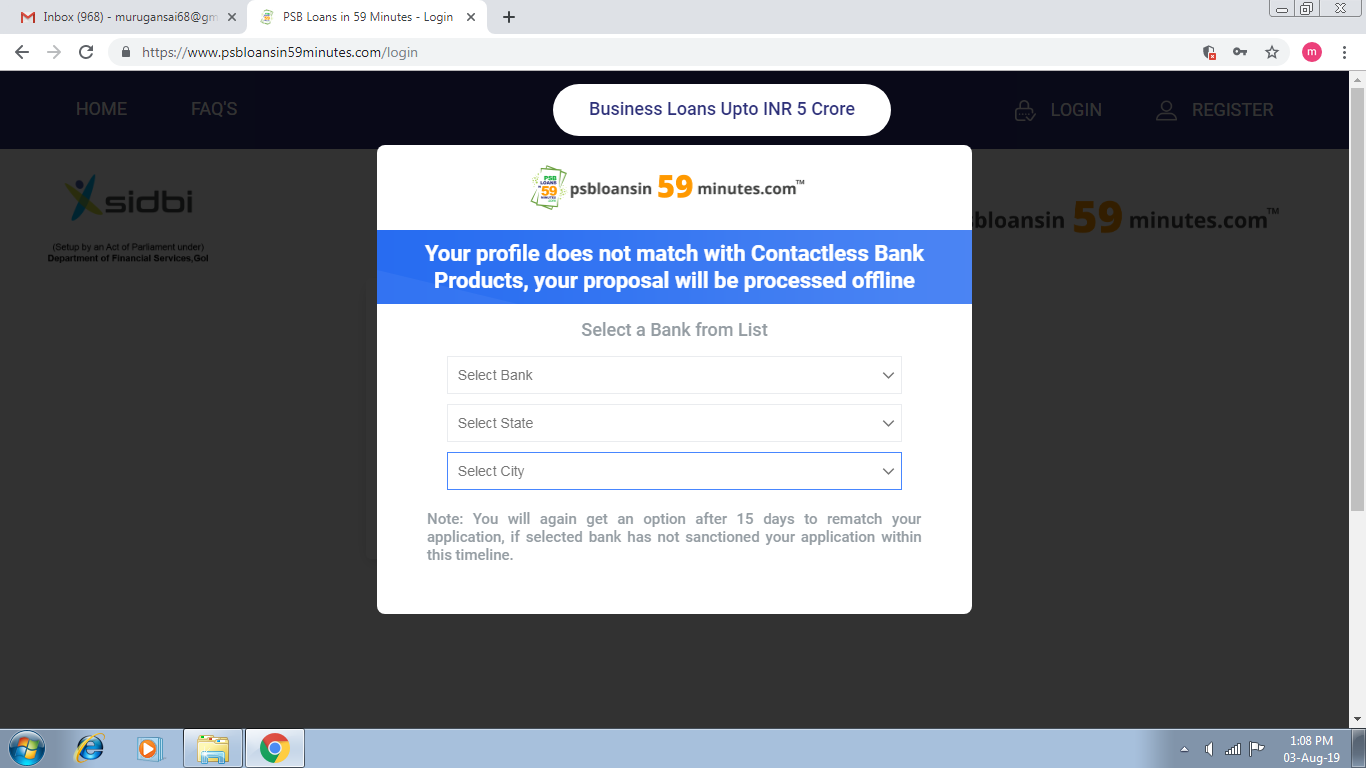 Inbox (968) - murugansai68@gm
PSB Loans in 59 Minutes - Login
https://www.psbloansin59minutes.com/login
m
HOME
FAQ'S
Business Loans Upto INR 5 Crore
LOGIN
REGISTER
sidbi
(Setup by an Act of Parliament under)
Department of Financial Services,GoI
PSB
LOANS
IN
59
MINUTES
.COM
psbloansin 59 minutes.com™
sbloansin 59 minutes.com™
Your profile does not match with Contactless Bank
Products, your proposal will be processed offline
Select a Bank from List
Select Bank
Select State
Select City
Note: You will again get an option after 15 days to rematch your
application, if selected bank has not sanctioned your application within
this timeline.
1:08 PM
03-Aug-19